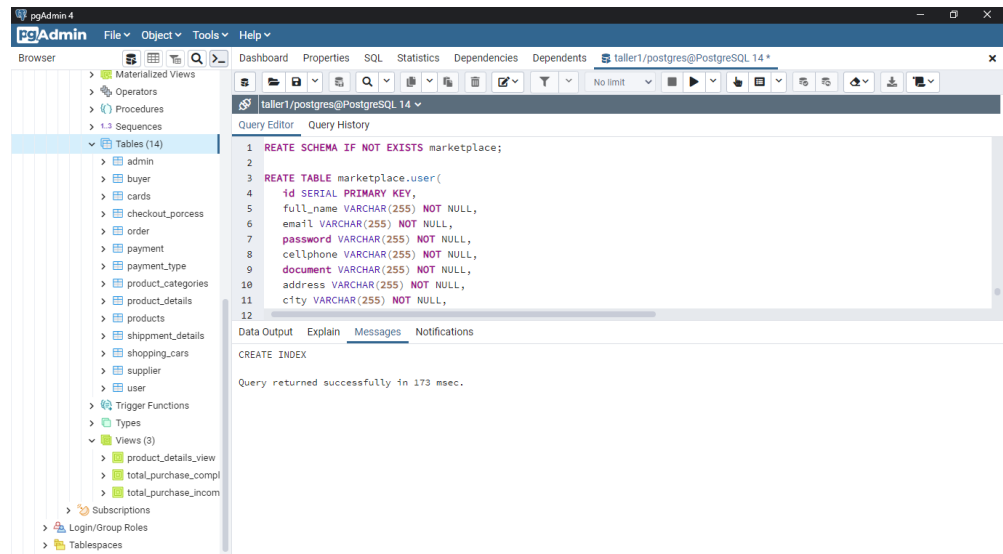 pgAdmin 4
pgAdmin File Object Tools Help
Browser
Dashboard Properties SQL Statistics Dependencies Dependents taller1/postgres@PostgreSQL 14 *
Materialized Views
Operators
Procedures
1..3 Sequences
Tables (14)
admin
buyer
cards
checkout_porcess
order
payment
payment_type
product_categories
product_details
products
shippment_details
shopping_cars
supplier
user
Trigger Functions
Types
Views (3)
product_details_view
total_purchase_compl
total_purchase_incom
Subscriptions
Login/Group Roles
Tablespaces
No limit
taller1/postgres@PostgreSQL 14
Query Editor Query History
1 REATE SCHEMA IF NOT EXISTS marketplace;
2
3 REATE TABLE marketplace.user(
4 id SERIAL PRIMARY KEY,
5 full_name VARCHAR(255) NOT NULL,
6 email VARCHAR(255) NOT NULL,
7 password VARCHAR(255) NOT NULL,
8 cellphone VARCHAR(255) NOT NULL,
9 document VARCHAR(255) NOT NULL,
10 address VARCHAR(255) NOT NULL,
11 city VARCHAR(255) NOT NULL,
12
Data Output Explain Messages Notifications
CREATE INDEX
Query returned successfully in 173 msec.